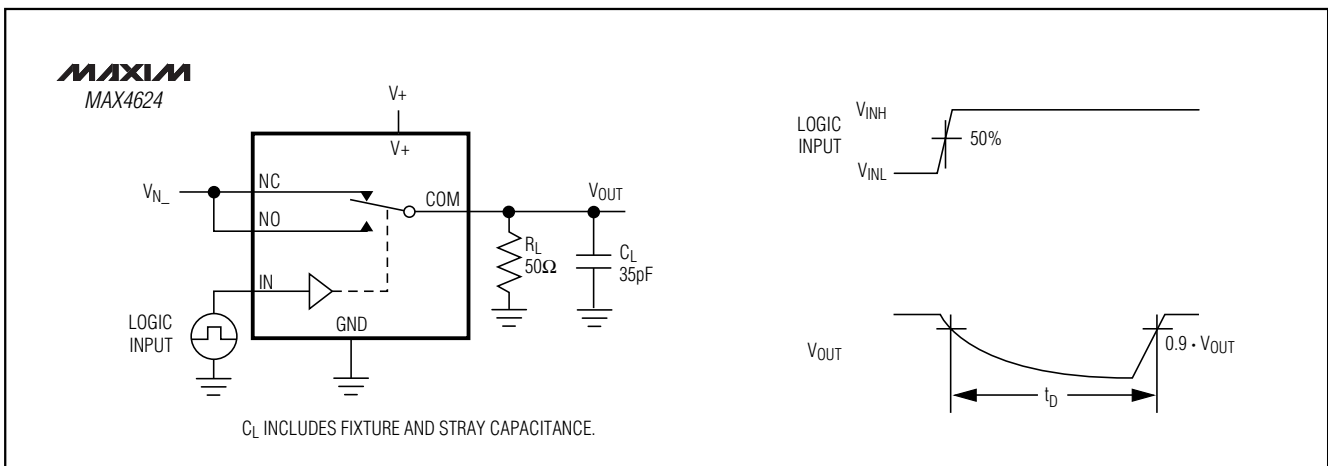 MAXIM
MAX4624
V+
V+
V_N_
NC
NO
COM
V_OUT
R_L
50Ω
C_L
35pF
IN
LOGIC
INPUT
GND
C_L INCLUDES FIXTURE AND STRAY CAPACITANCE.
LOGIC
INPUT
V_INH
V_INL
50%
V_OUT
0.9 · V_OUT
t_D